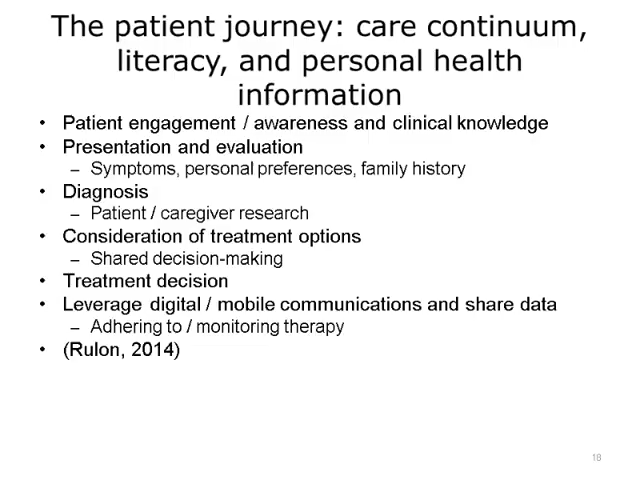 The patient journey: care continuum,
literacy, and personal health
information
• Patient engagement / awareness and clinical knowledge
• Presentation and evaluation
– Symptoms, personal preferences, family history
• Diagnosis
– Patient / caregiver research
• Consideration of treatment options
– Shared decision-making
• Treatment decision
• Leverage digital / mobile communications and share data
– Adhering to / monitoring therapy
• (Rulon, 2014)
18